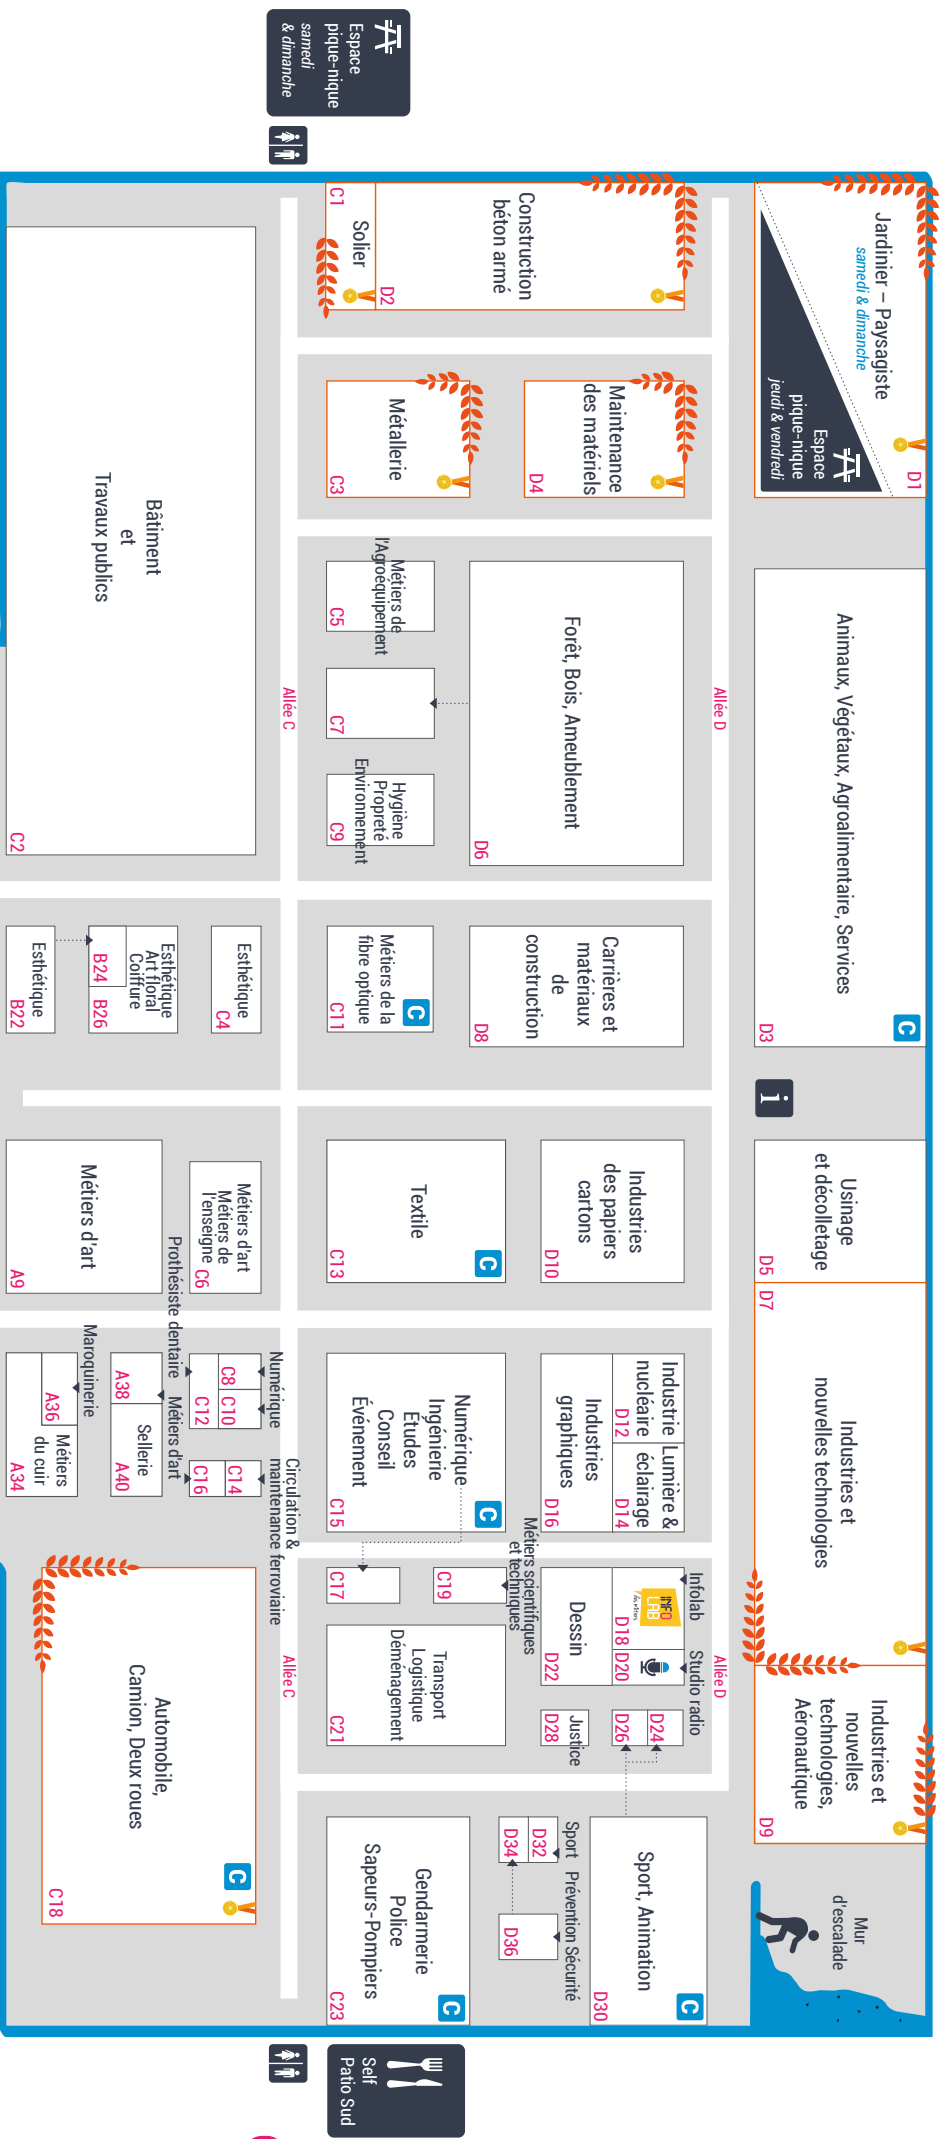 Espace
pique-nique
samedi
& dimanche
Jardinier – Paysagiste
samedi & dimanche
D1
Espace
pique-nique
jeudi & vendredi
Construction
béton armé
D2
Solier
C1
Maintenance
des matériels
D4
Métallerie
C3
Animaux, Végétaux, Agroalimentaire, Services
C
D3
Allée D
Forêt, Bois, Ameublement
D6
Métiers de
l'Agroéquipement
C5
C7
Hygiène
Propreté
Environnement
C9
Allée C
Bâtiment
et
Travaux publics
C2
Carrières et
matériaux
de
construction
D8
C
Métiers de la
fibre optique
C11
Esthétique
C4
Esthétique
Art floral
Coiffure
B24
B26
Esthétique
B22
i
Usinage
et décolletage
D5
Industries
des papiers
cartons
D10
C
Textile
C13
Métiers d'art
Métiers de
l'enseigne
C6
Métiers d'art
A9
D7
Industries et
nouvelles technologies
Industrie
nucléaire
D12
Lumière &
éclairage
D14
Industries
graphiques
D16
C
Numérique
Ingénierie
Études
Conseil
Événement
C15
Numérique
C8
C10
C12
Prothésiste dentaire
Circulation &
maintenance ferroviaire
C14
C16
Métiers d'art
A38
Sellerie
A40
Maroquinerie
A36
Métiers
du cuir
A34
Industries et
nouvelles
technologies,
Aéronautique
D9
Allée D
Infolab
INFO
LAB
D18
Studio radio
D20
Dessin
D22
D24
D26
Justice
D28
Métiers scientifiques
et techniques
C19
C17
Transport
Logistique
Déménagement
C21
Allée C
Automobile,
Camion, Deux roues
C
C18
Mur
d'escalade
C
Sport, Animation
D30
Sport
D32
D34
Prévention Sécurité
D36
C
Gendarmerie
Police
Sapeurs-Pompiers
C23
Self
Patio Sud